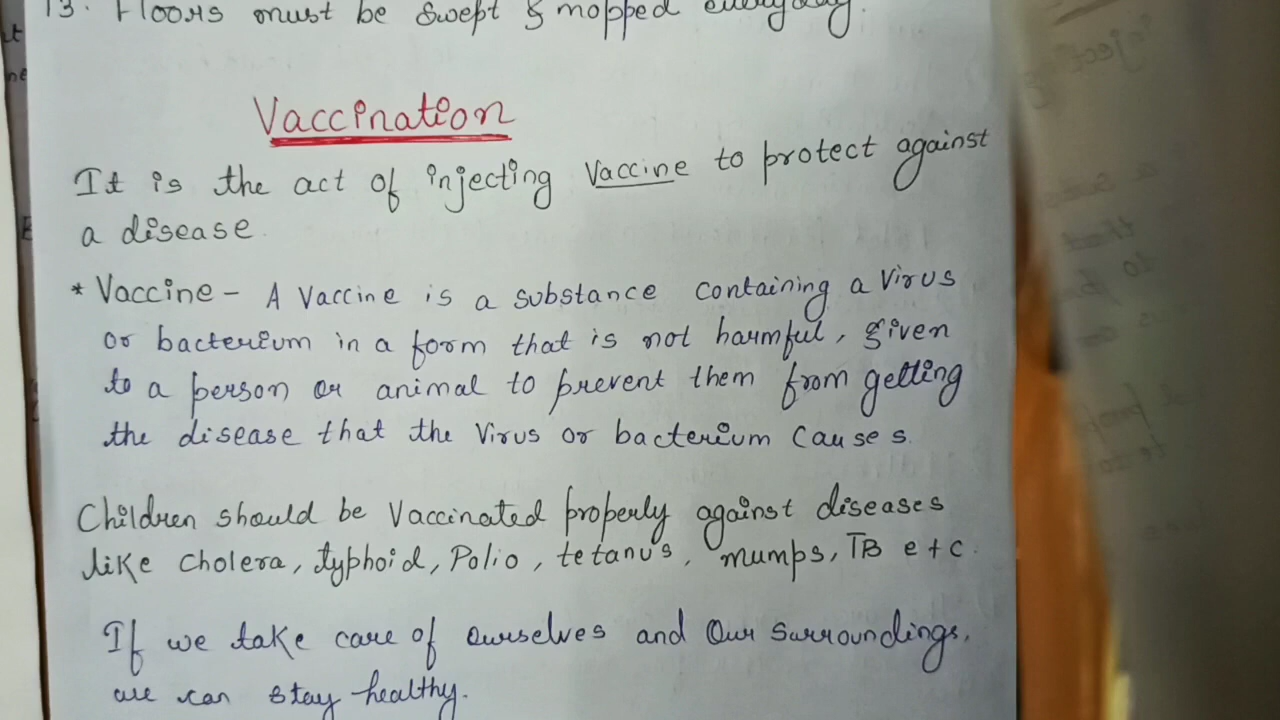 13. Floors must be swept & mopped everyday.
Vaccination
It is the act of injecting Vaccine to protect against
a disease.
* Vaccine - A Vaccine is a substance containing a Virus
or bacterium in a form that is not harmful, given
to a person or animal to prevent them from getting
the disease that the Virus or bacterium causes.
Children should be Vaccinated properly against diseases
like cholera, typhoid, Polio, tetanus, mumps, TB etc.
If we take care of ourselves and our surroundings,
we can stay healthy.